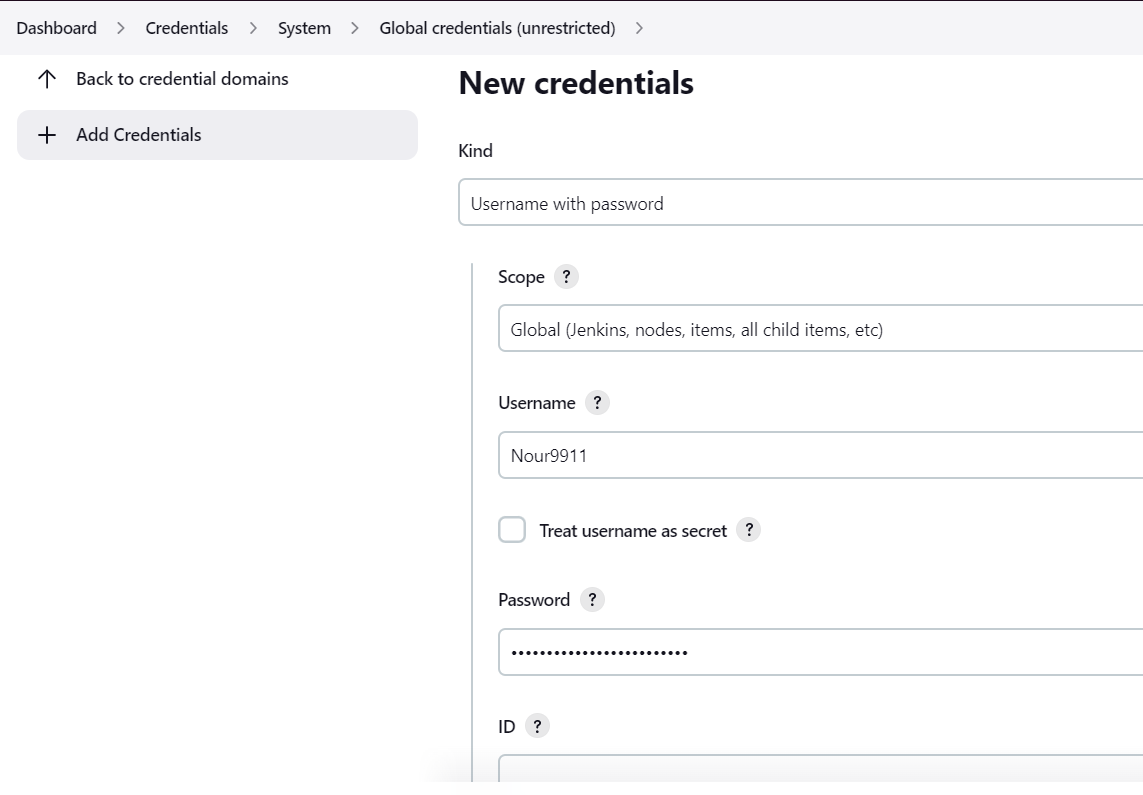 Dashboard > Credentials > System > Global credentials (unrestricted) >
Back to credential domains
Add Credentials
New credentials
Kind
Username with password
Scope ?
Global (Jenkins, nodes, items, all child items, etc)
Username ?
Nour9911
Treat username as secret ?
Password ?
•••••••••••••••••••••••••
ID ?